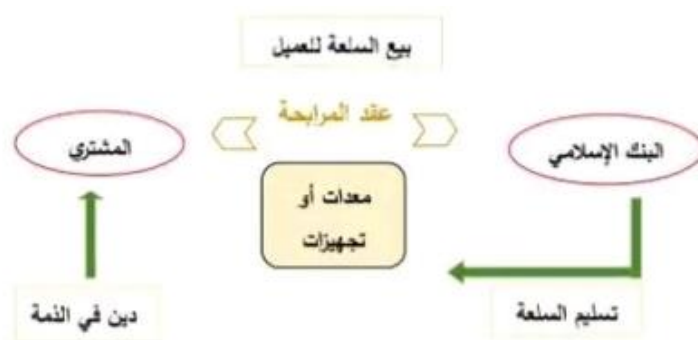 بيع السلعة للعميل
عقد المرابحة
البنك الإسلامي
المشتري
معدات أو
تجهيزات
تسليم السلعة
دين في الذمة